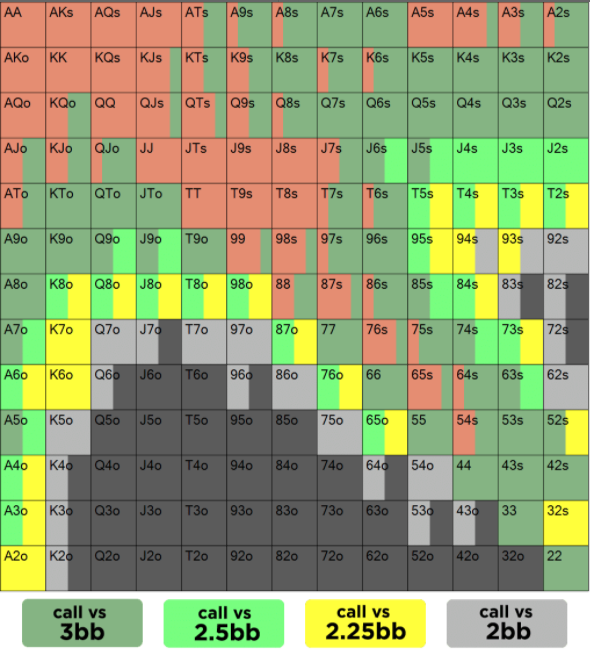 AA AKs AQs AJs ATs A9s A8s A7s A6s A5s A4s A3s A2s
AKo KK KQs KJs KTs K9s K8s K7s K6s K5s K4s K3s K2s
AQo KQo QQ QJs QTs Q9s Q8s Q7s Q6s Q5s Q4s Q3s Q2s
AJo KJo QJo JJ JTs J9s J8s J7s J6s J5s J4s J3s J2s
ATo KTo QTo JTo TT T9s T8s T7s T6s T5s T4s T3s T2s
A9o K9o Q9o J9o T9o 99 98s 97s 96s 95s 94s 93s 92s
A8o K8o Q8o J8o T8o 98o 88 87s 86s 85s 84s 83s 82s
A7o K7o Q7o J7o T7o 97o 87o 77 76s 75s 74s 73s 72s
A6o K6o Q6o J6o T6o 96o 86o 76o 66 65s 64s 63s 62s
A5o K5o Q5o J5o T5o 95o 85o 75o 65o 55 54s 53s 52s
A4o K4o Q4o J4o T4o 94o 84o 74o 64o 54o 44 43s 42s
A3o K3o Q3o J3o T3o 93o 83o 73o 63o 53o 43o 33 32s
A2o K2o Q2o J2o T2o 92o 82o 72o 62o 52o 42o 32o 22
call vs call vs call vs call vs
3bb 2.5bb 2.25bb 2bb